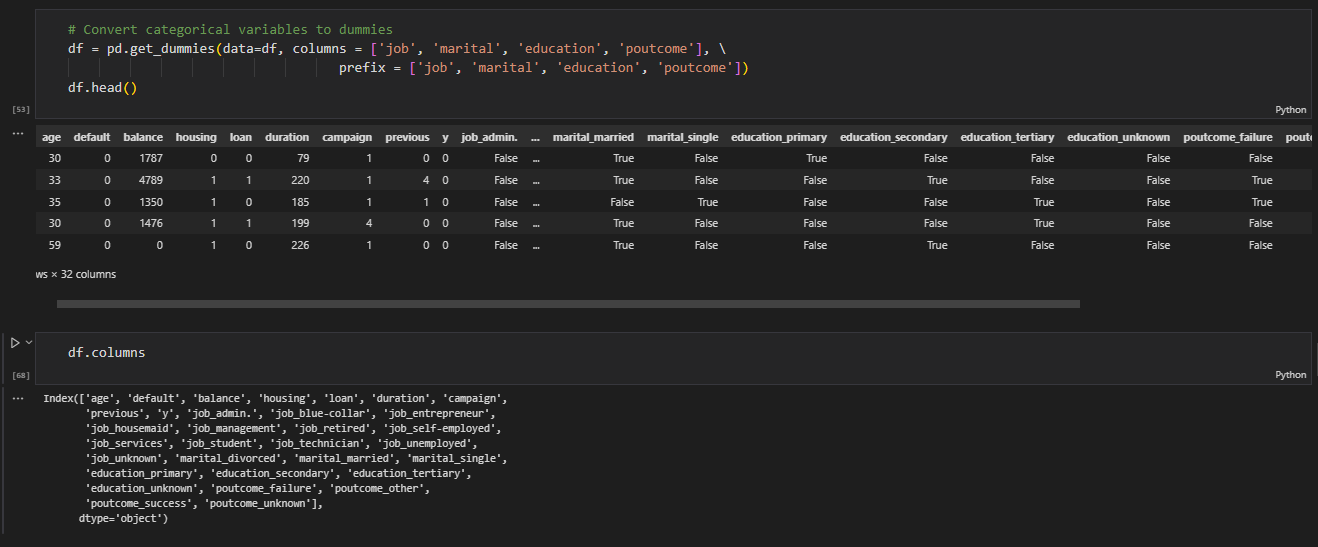 # Convert categorical variables to dummies
df = pd.get_dummies(data=df, columns = ['job', 'marital', 'education', 'poutcome'], \
prefix = ['job', 'marital', 'education', 'poutcome'])
df.head()
[53]
Python
... age default balance housing loan duration campaign previous y job_admin. ... marital_married marital_single education_primary education_secondary education_tertiary education_unknown poutcome_failure poutc
30 0 1787 0 0 79 1 0 0 False ... True False True False False False False
33 0 4789 1 1 220 1 4 0 False ... True False False True False False True
35 0 1350 1 0 185 1 1 0 False ... False True False False True False True
30 0 1476 1 1 199 4 0 0 False ... True False False False True False False
59 0 0 1 0 226 1 0 0 False ... True False False True False False False
ws × 32 columns
df.columns
[68]
Python
... Index(['age', 'default', 'balance', 'housing', 'loan', 'duration', 'campaign',
'previous', 'y', 'job_admin.', 'job_blue-collar', 'job_entrepreneur',
'job_housemaid', 'job_management', 'job_retired', 'job_self-employed',
'job_services', 'job_student', 'job_technician', 'job_unemployed',
'job_unknown', 'marital_divorced', 'marital_married', 'marital_single',
'education_primary', 'education_secondary', 'education_tertiary',
'education_unknown', 'poutcome_failure', 'poutcome_other',
'poutcome_success', 'poutcome_unknown'],
dtype='object')